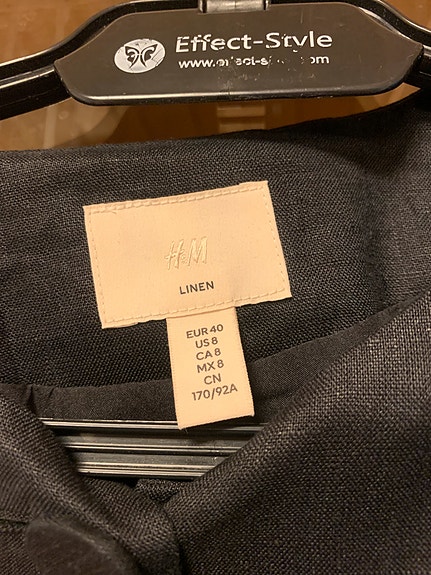 Effect-Style
H&M
LINEN
EUR 40
US 8
CA 8
MX 8
CN
170/92A